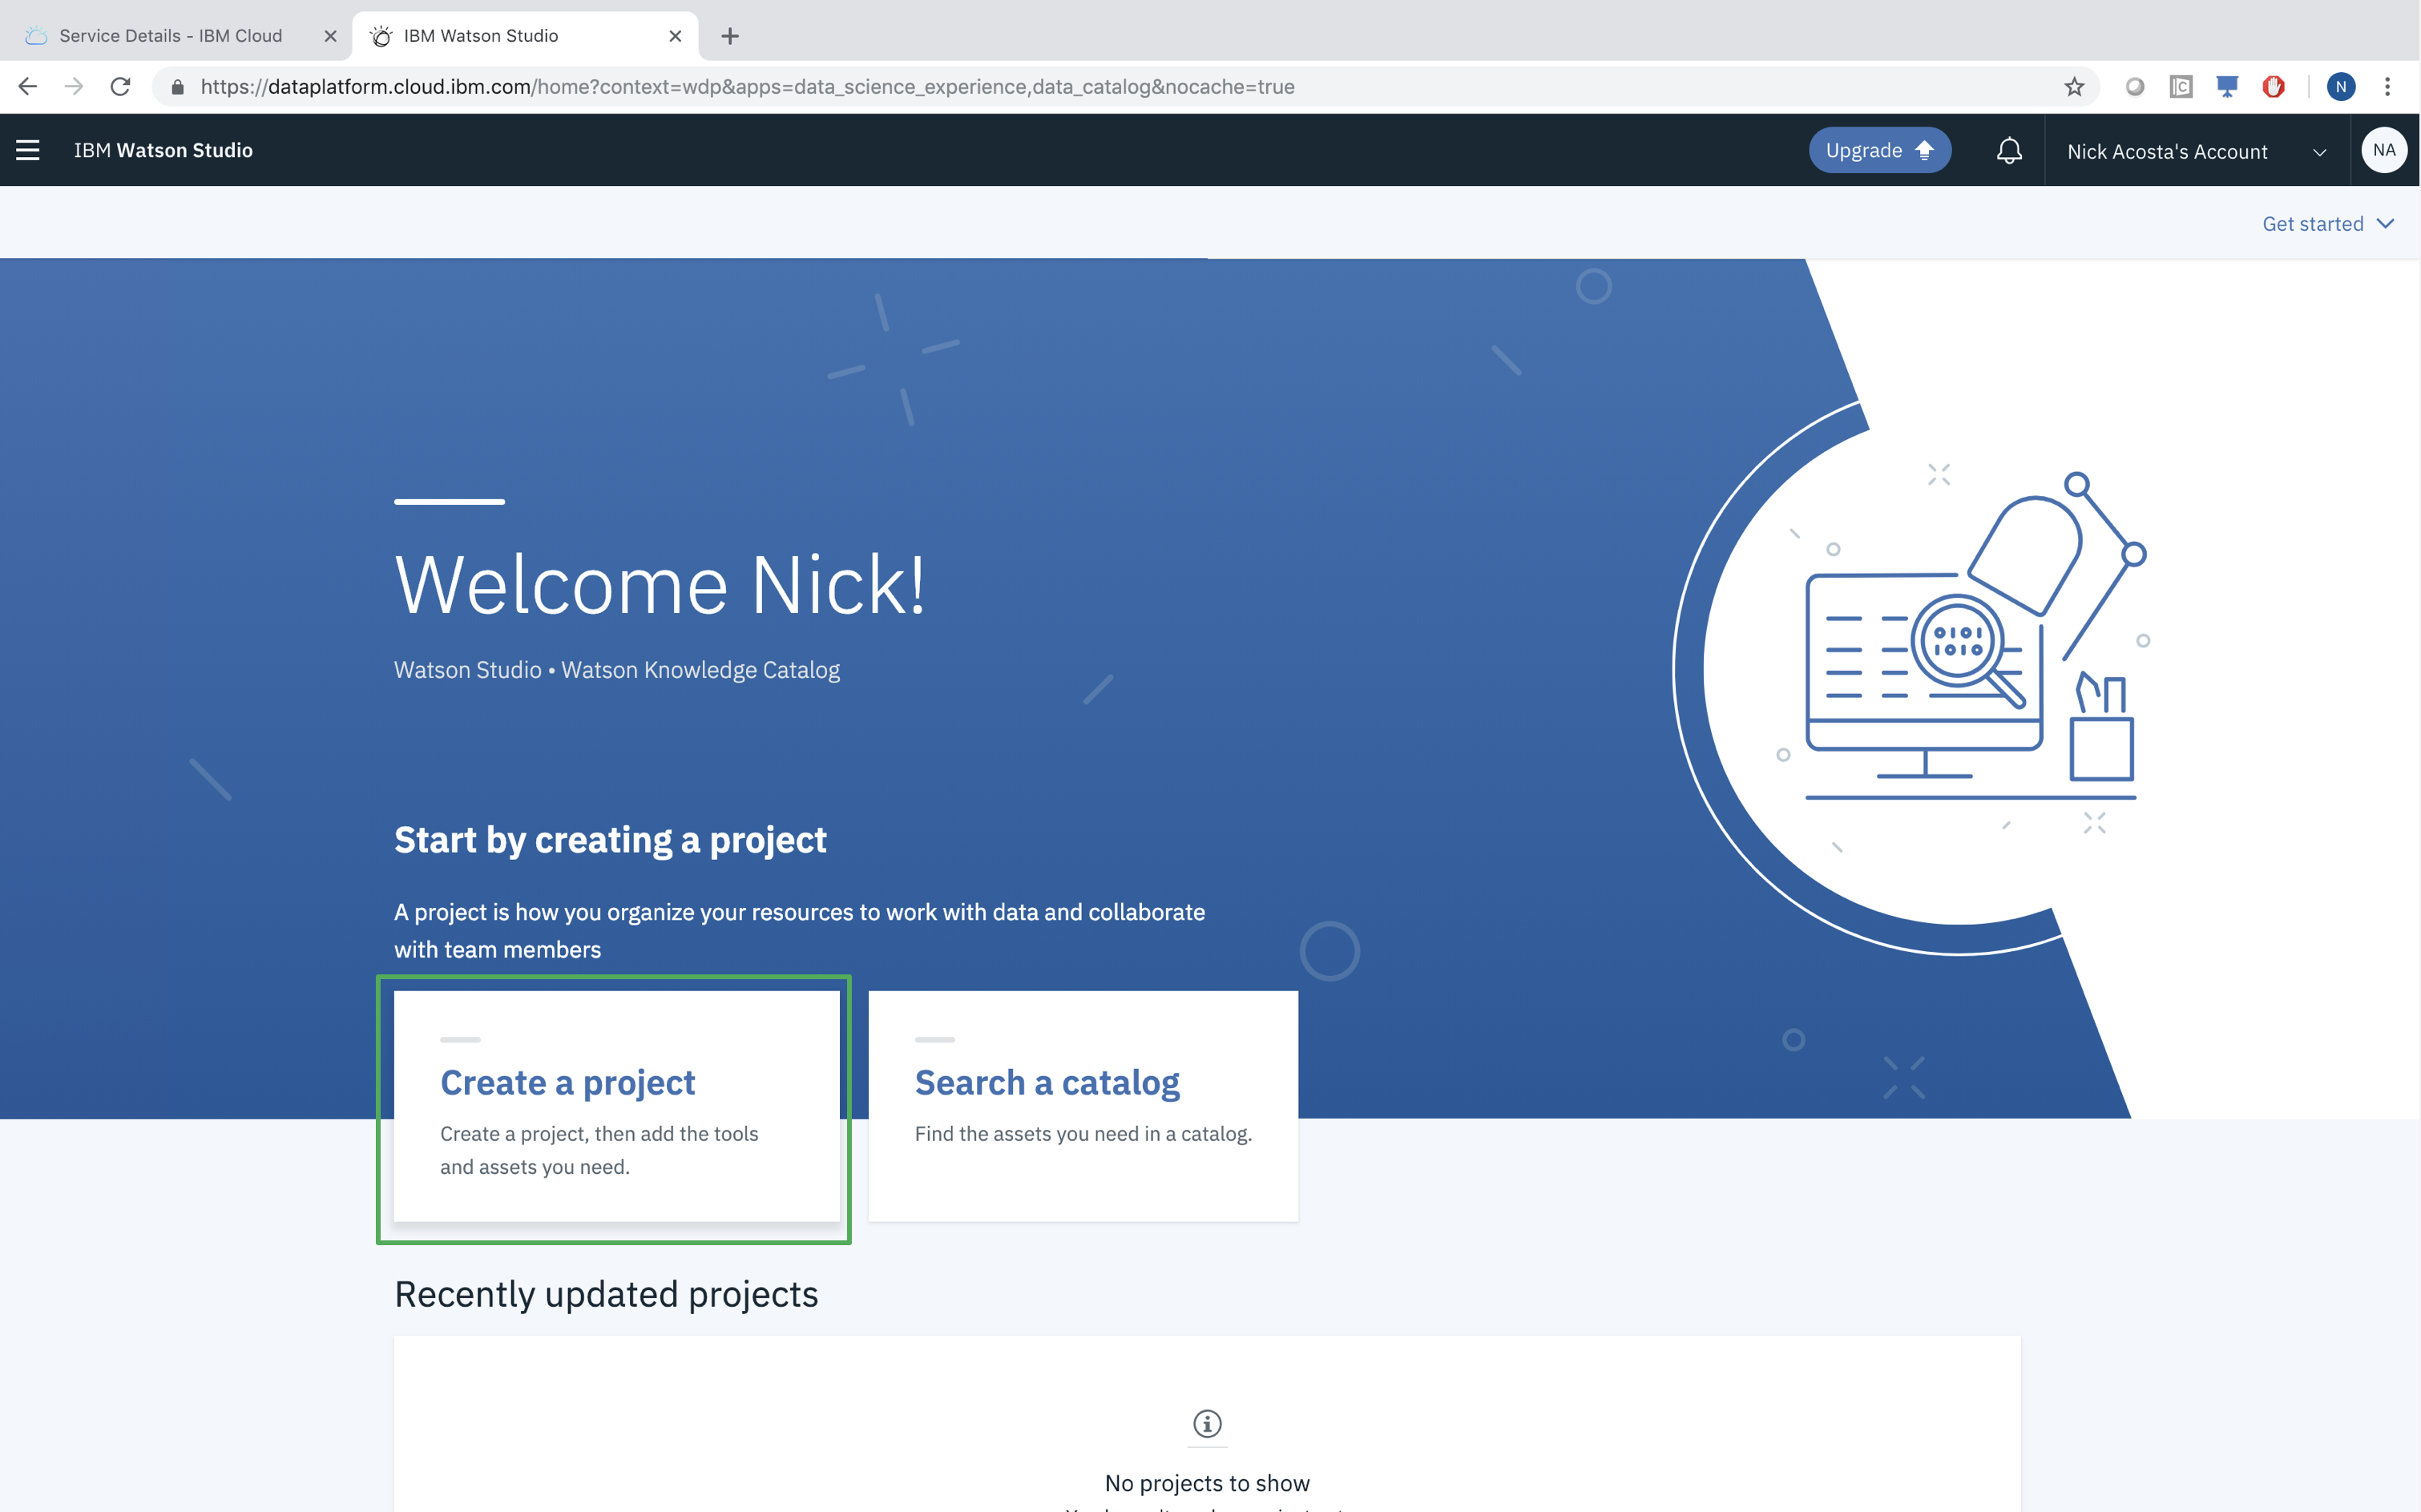 Service Details - IBM Cloud
IBM Watson Studio
https://dataplatform.cloud.ibm.com/home?context=wdp&apps=data_science_experience,data_catalog&nocache=true
C
N
IBM Watson Studio
Upgrade
Nick Acosta's Account
NA
Get started
Welcome Nick!
Watson Studio • Watson Knowledge Catalog
0101
1010
Start by creating a project
A project is how you organize your resources to work with data and collaborate
with team members
Create a project
Create a project, then add the tools
and assets you need.
Search a catalog
Find the assets you need in a catalog.
Recently updated projects
No projects to show